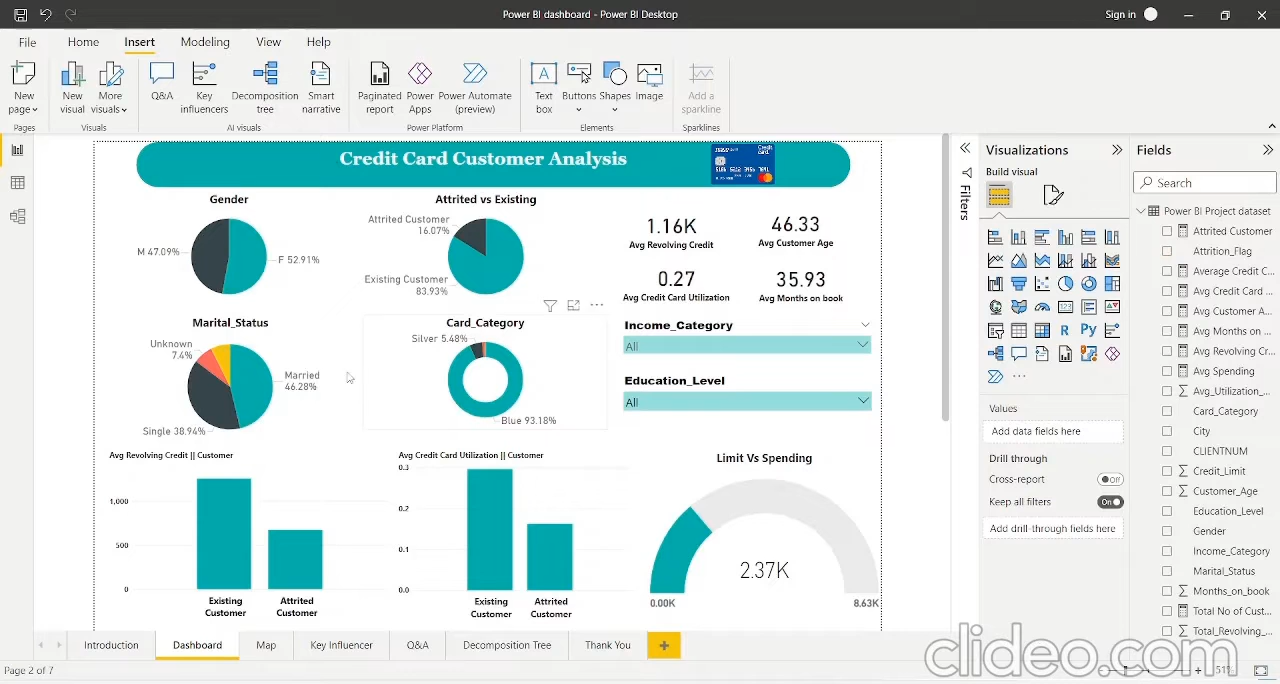 Power BI dashboard - Power BI Desktop
Sign in
File Home Insert Modeling View Help
New page
New visual
More visuals
Q&A
Key influencers
Decomposition tree
Smart narrative
Paginated report
Power Apps
Power Automate (preview)
Text box
Buttons
Shapes
Image
Add a sparkline
Pages
Visuals
AI visuals
Power Platform
Elements
Sparklines
Credit Card Customer Analysis
Gender
M 47.09%
F 52.91%
Attrited vs Existing
Attrited Customer
16.07%
Existing Customer
83.93%
1.16K
Avg Revolving Credit
46.33
Avg Customer Age
0.27
Avg Credit Card Utilization
35.93
Avg Months on book
Marital_Status
Unknown
7.4%
Married
46.28%
Single 38.94%
Card_Category
Silver 5.48%
Blue 93.18%
Income_Category
All
Education_Level
All
Avg Revolving Credit || Customer
1,000
500
0
Existing
Customer
Attrited
Customer
Avg Credit Card Utilization || Customer
0.3
0.2
0.1
0.0
Existing
Customer
Attrited
Customer
Limit Vs Spending
2.37K
0.00K
8.63K
Filters
Visualizations
Build visual
R
Py
Values
Add data fields here
Drill through
Cross-report
Off
Keep all filters
On
Add drill-through fields here
Fields
Search
Power BI Project dataset
Attrited Customer
Attrition_Flag
Average Credit C...
Avg Credit Card ...
Avg Customer A...
Avg Months on ...
Avg Revolving Cr...
Avg Spending
Avg_Utilization_...
Card_Category
City
CLIENTNUM
Credit_Limit
Customer_Age
Education_Level
Gender
Income_Category
Marital_Status
Months_on_book
Total No of Cust...
Total_Revolving_...
Introduction
Dashboard
Map
Key Influencer
Q&A
Decomposition Tree
Thank You
Page 2 of 7
51%
clideo.com